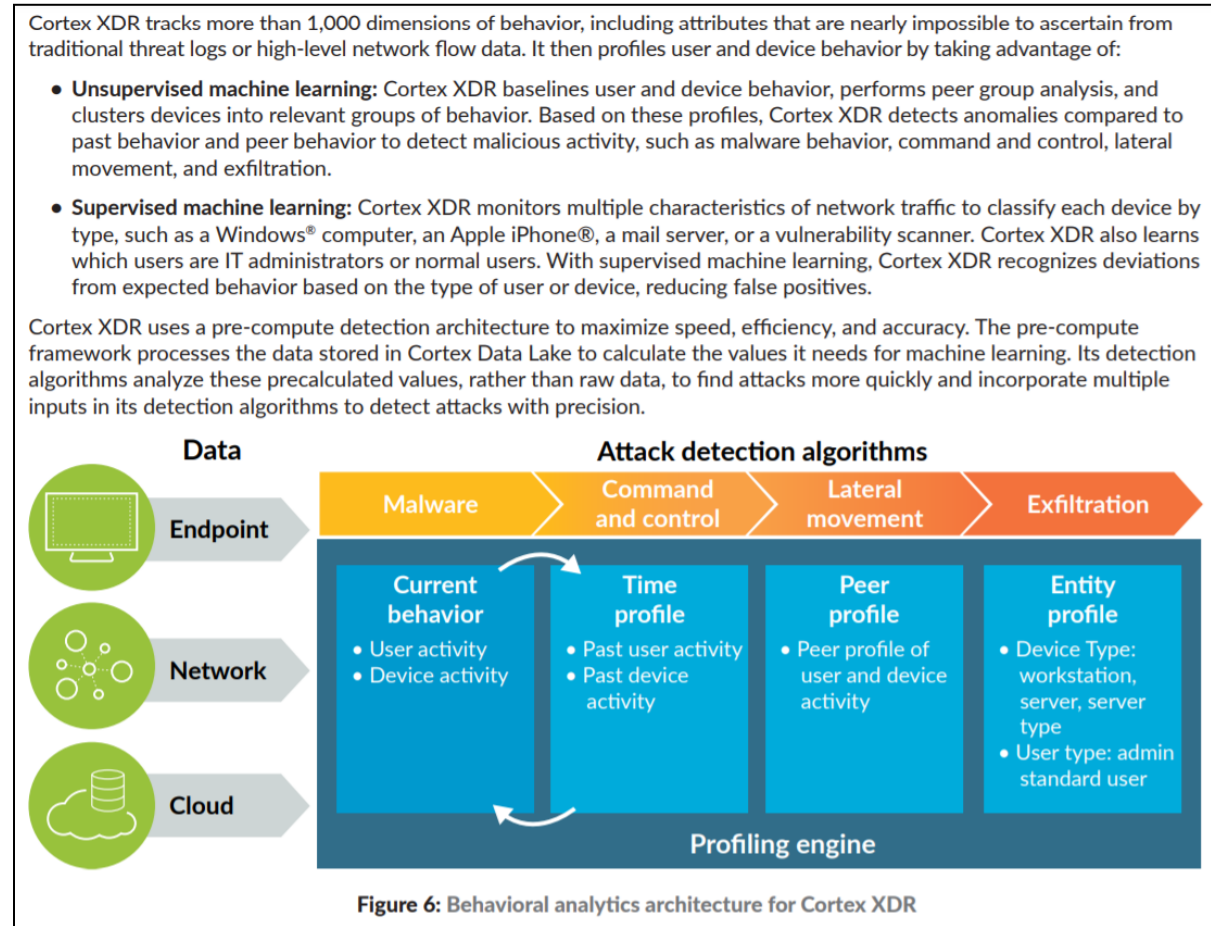 Cortex XDR tracks more than 1,000 dimensions of behavior, including attributes that are nearly impossible to ascertain from
traditional threat logs or high-level network flow data. It then profiles user and device behavior by taking advantage of:
• Unsupervised machine learning: Cortex XDR baselines user and device behavior, performs peer group analysis, and
clusters devices into relevant groups of behavior. Based on these profiles, Cortex XDR detects anomalies compared to
past behavior and peer behavior to detect malicious activity, such as malware behavior, command and control, lateral
movement, and exfiltration.
• Supervised machine learning: Cortex XDR monitors multiple characteristics of network traffic to classify each device by
type, such as a Windows® computer, an Apple iPhone®, a mail server, or a vulnerability scanner. Cortex XDR also learns
which users are IT administrators or normal users. With supervised machine learning, Cortex XDR recognizes deviations
from expected behavior based on the type of user or device, reducing false positives.
Cortex XDR uses a pre-compute detection architecture to maximize speed, efficiency, and accuracy. The pre-compute
framework processes the data stored in Cortex Data Lake to calculate the values it needs for machine learning. Its detection
algorithms analyze these precalculated values, rather than raw data, to find attacks more quickly and incorporate multiple
inputs in its detection algorithms to detect attacks with precision.
Data
Endpoint
Network
Cloud
Attack detection algorithms
Malware
Command
and control
Lateral
movement
Exfiltration
Current
behavior
• User activity
• Device activity
Time
profile
• Past user activity
• Past device
activity
Peer
profile
• Peer profile of
user and device
activity
Entity
profile
• Device Type:
workstation,
server, server
type
• User type: admin
standard user
Profiling engine
Figure 6: Behavioral analytics architecture for Cortex XDR